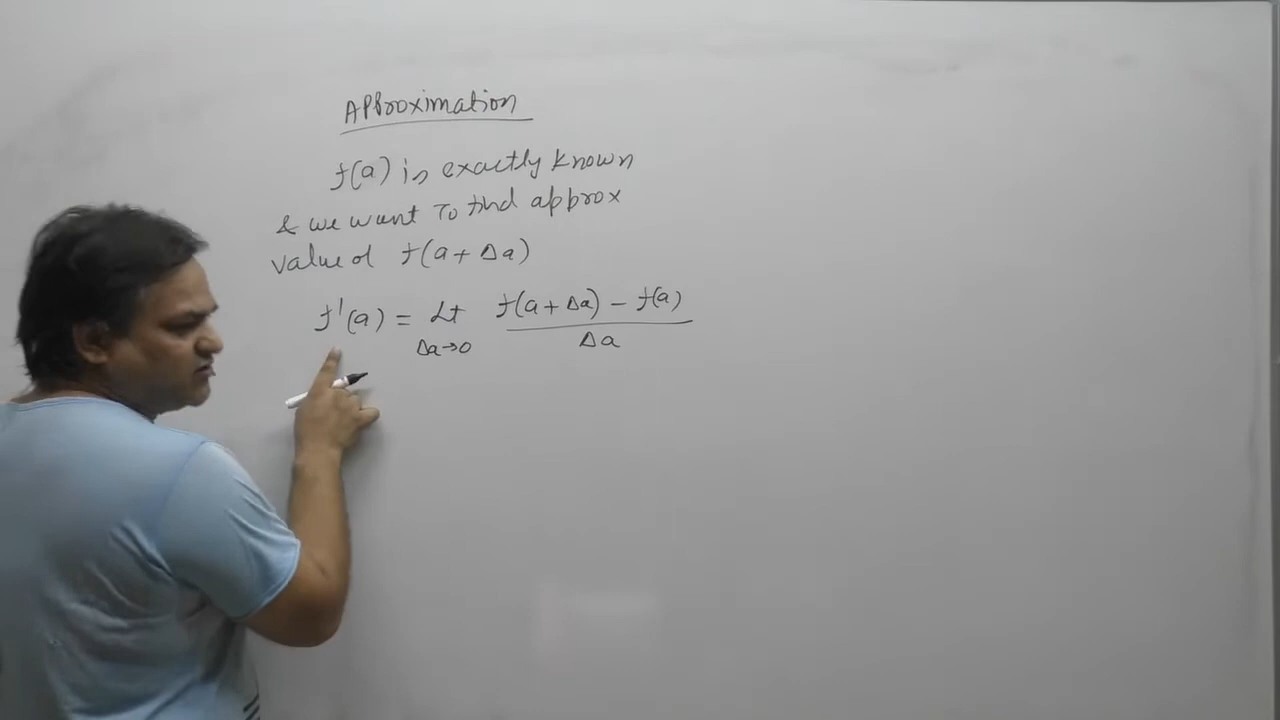 Approximation
f(a) is exactly known
& we want to find approx
value of f(a + Δa)
f'(a) = Lt f(a + Δa) - f(a)
Δa→0 Δa